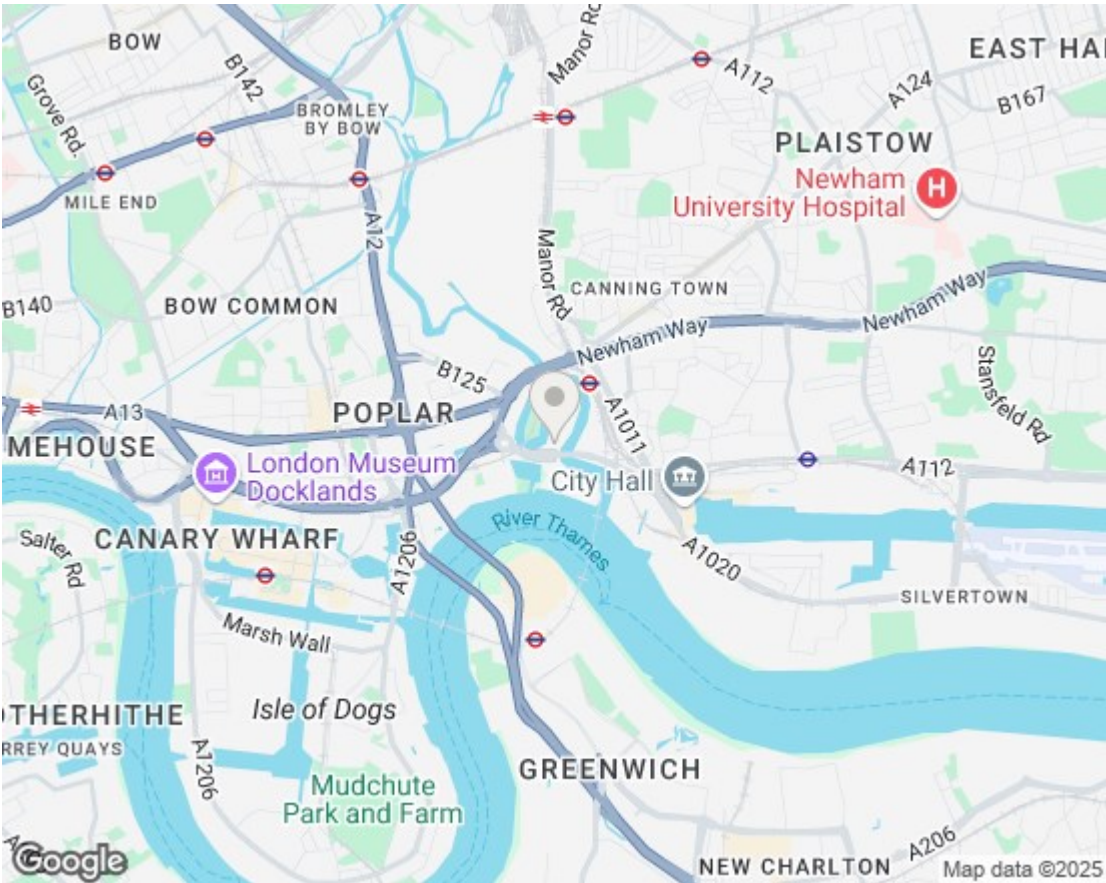 BOW
B142
Grove Rd.
BROMLEY
BY BOW
Manor Rd
A112
A124
EAST HA
B167
PLAISTOW
Newham
University Hospital
H
MILE END
A12
Manor Rd
B140
BOW COMMON
CANNING TOWN
Newham Way
Newham Way
B125
Stansfeld Rd
A13
POPLAR
MEHOUSE
A1011
London Museum
Docklands
City Hall
A112
CANARY WHARF
River Thames
Salter Rd
A1206
A1020
SILVERTOWN
Marsh Wall
OTHERHITHE
RREY QUAYS
Isle of Dogs
A1206
GREENWICH
Mudchute
Park and Farm
A206
NEW CHARLTON
Google
Map data ©2025